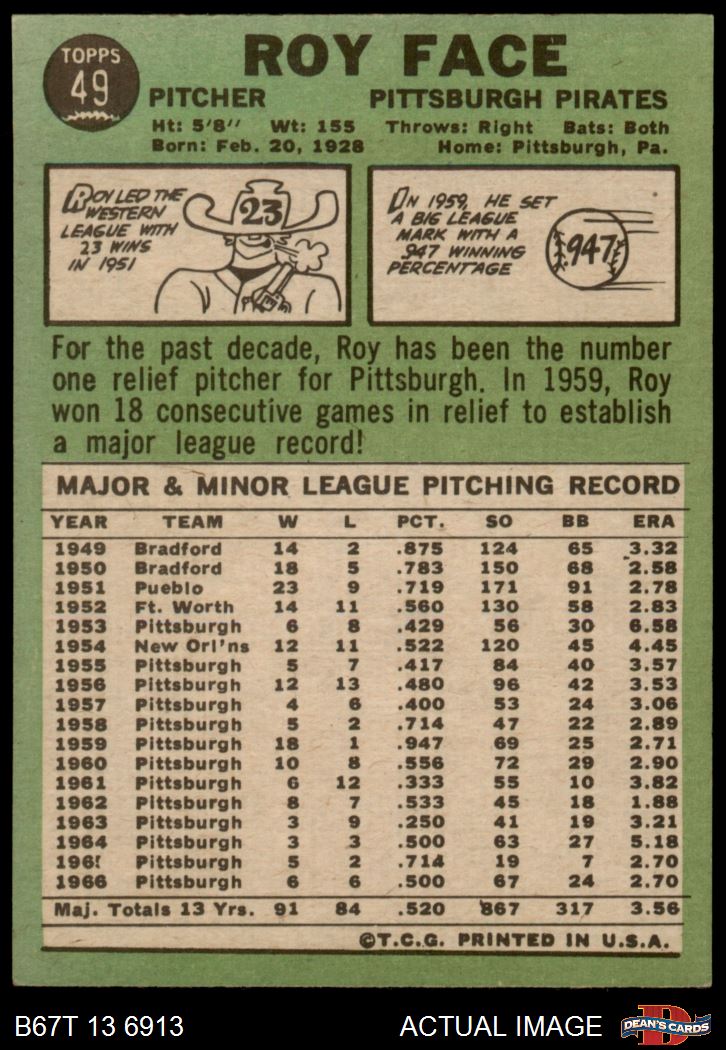 TOPPS
49
ROY FACE
PITCHER PITTSBURGH PIRATES
Ht: 5'8'' Wt: 155 Throws: Right Bats: Both
Born: Feb. 20, 1928 Home: Pittsburgh, Pa.
ROY LED THE
WESTERN
LEAGUE WITH
23 WINS
IN 1951
23
IN 1959, HE SET
A BIG LEAGUE
MARK WITH A
.947 WINNING
PERCENTAGE
.947
For the past decade, Roy has been the number
one relief pitcher for Pittsburgh. In 1959, Roy
won 18 consecutive games in relief to establish
a major league record!
MAJOR & MINOR LEAGUE PITCHING RECORD
YEAR TEAM W L PCT. SO BB ERA
1949 Bradford 14 2 .875 124 65 3.32
1950 Bradford 18 5 .783 150 68 2.58
1951 Pueblo 23 9 .719 171 91 2.78
1952 Ft. Worth 14 11 .560 130 58 2.83
1953 Pittsburgh 6 8 .429 56 30 6.58
1954 New Orl'ns 12 11 .522 120 45 4.45
1955 Pittsburgh 5 7 .417 84 40 3.57
1956 Pittsburgh 12 13 .480 96 42 3.53
1957 Pittsburgh 4 6 .400 53 24 3.06
1958 Pittsburgh 5 2 .714 47 22 2.89
1959 Pittsburgh 18 1 .947 69 25 2.71
1960 Pittsburgh 10 8 .556 72 29 2.90
1961 Pittsburgh 6 12 .333 55 10 3.82
1962 Pittsburgh 8 7 .533 45 18 1.88
1963 Pittsburgh 3 9 .250 41 19 3.21
1964 Pittsburgh 3 3 .500 63 27 5.18
1965 Pittsburgh 5 2 .714 19 7 2.70
1966 Pittsburgh 6 6 .500 67 24 2.70
Maj. Totals 13 Yrs. 91 84 .520 867 317 3.56
©T.C.G. PRINTED IN U.S.A.
B67T 13 6913 ACTUAL IMAGE
D
DEAN'S CARDS